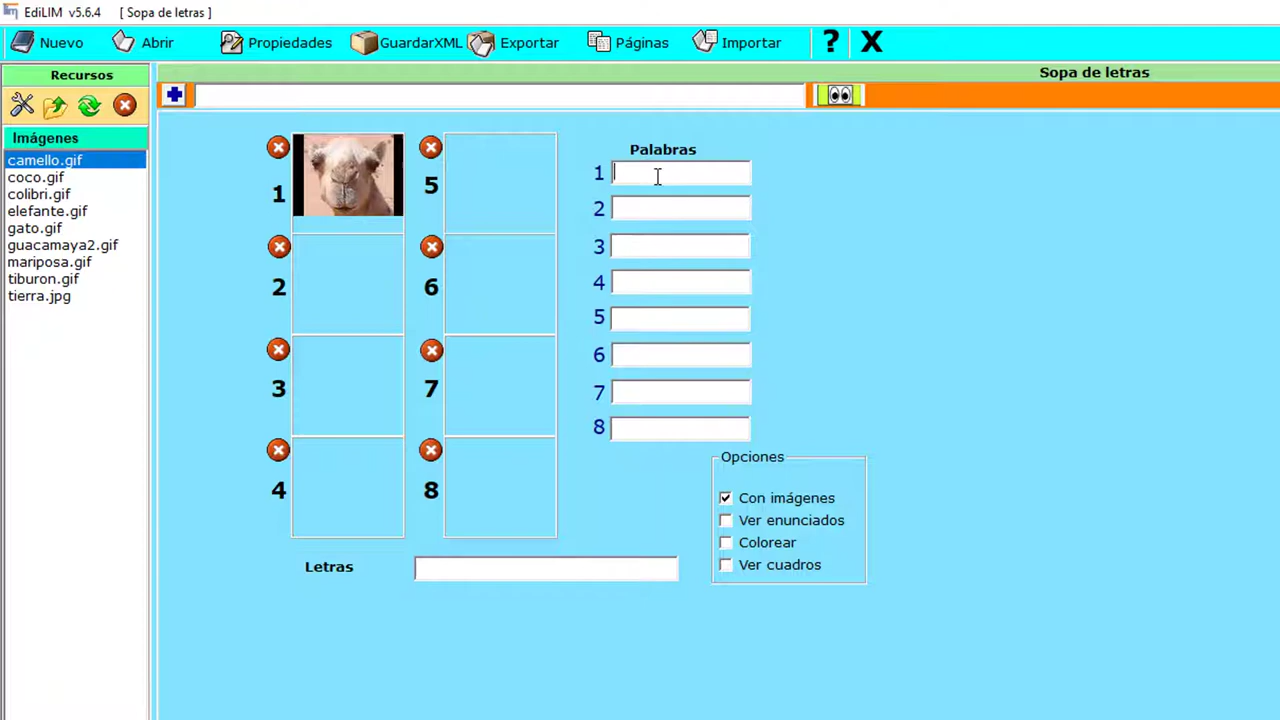 EdiLIM v5.6.4 [ Sopa de letras ]
Nuevo Abrir Propiedades GuardarXML Exportar Páginas Importar ? X
Recursos
Sopa de letras
Imágenes
camello.gif
coco.gif
colibri.gif
elefante.gif
gato.gif
guacamaya2.gif
mariposa.gif
tiburon.gif
tierra.jpg
1
2
3
4
5
6
7
8
Palabras
1
2
3
4
5
6
7
8
Opciones
Con imágenes
Ver enunciados
Colorear
Ver cuadros
Letras